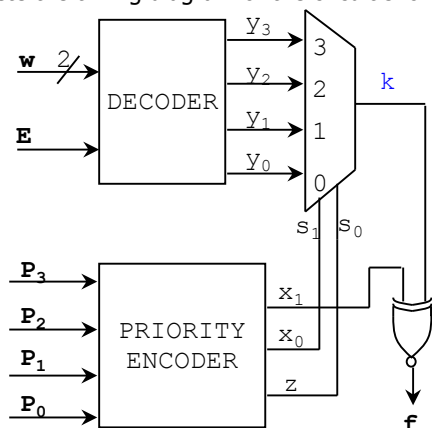 y₃
3
w
2
k
DECODER
y₂
2
y₁
1
E
y₀
0
s₁
s₀
P₃
x₁
P₂
PRIORITY
ENCODER
x₀
P₁
z
P₀
f